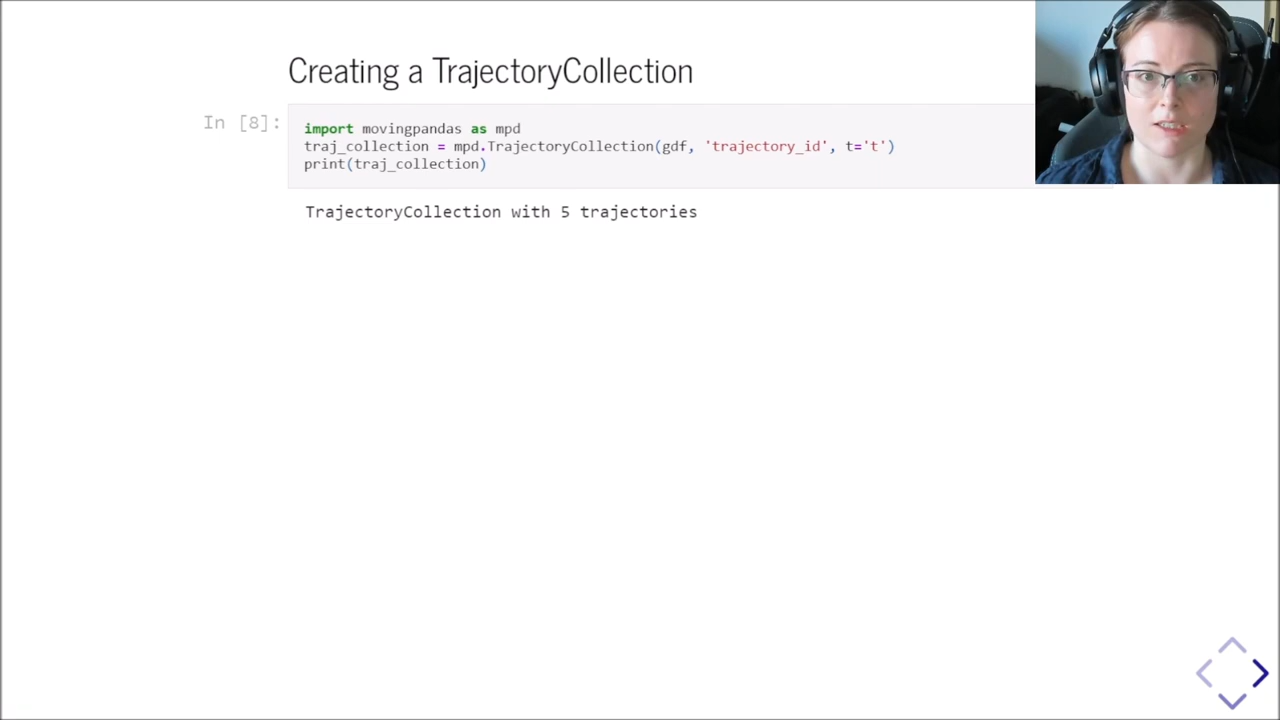 Creating a TrajectoryCollection
In [8]:
import movingpandas as mpd
traj_collection = mpd.TrajectoryCollection(gdf, 'trajectory_id', t='t')
print(traj_collection)
TrajectoryCollection with 5 trajectories